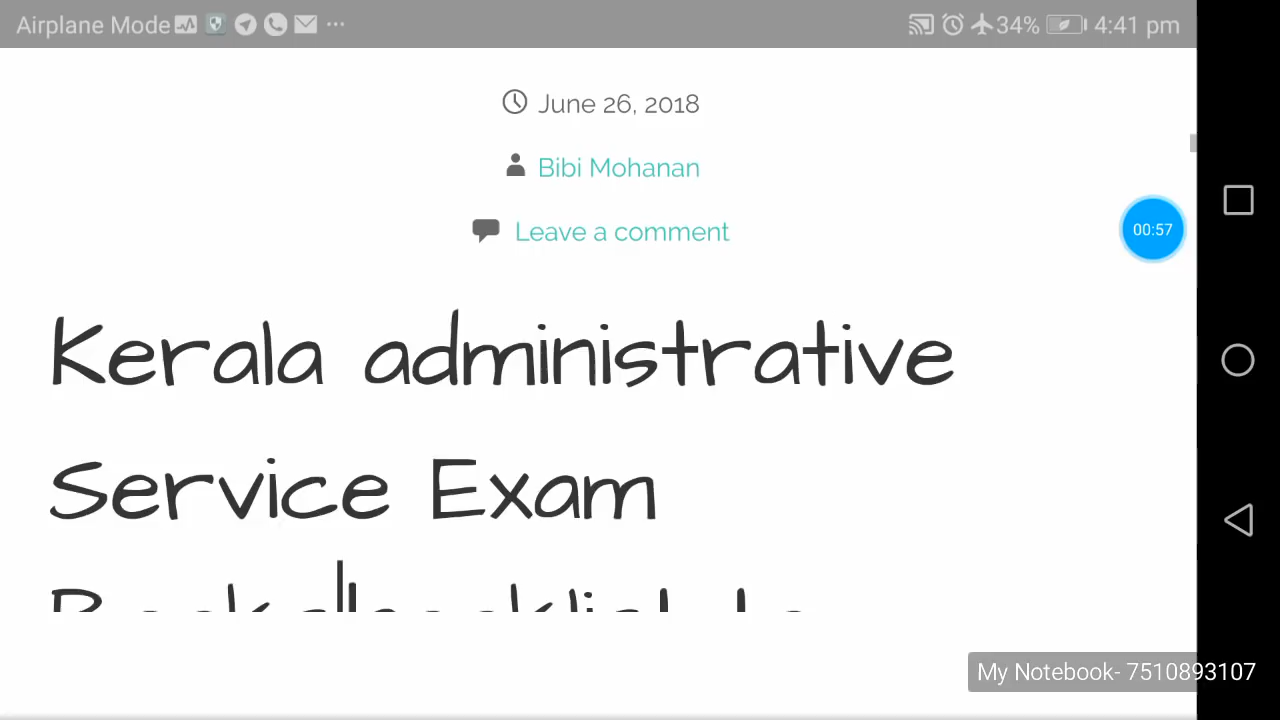 Airplane Mode ... 34% 4:41 pm
June 26, 2018
Bibi Mohanan
Leave a comment
00:57
Kerala administrative
Service Exam
My Notebook- 7510893107